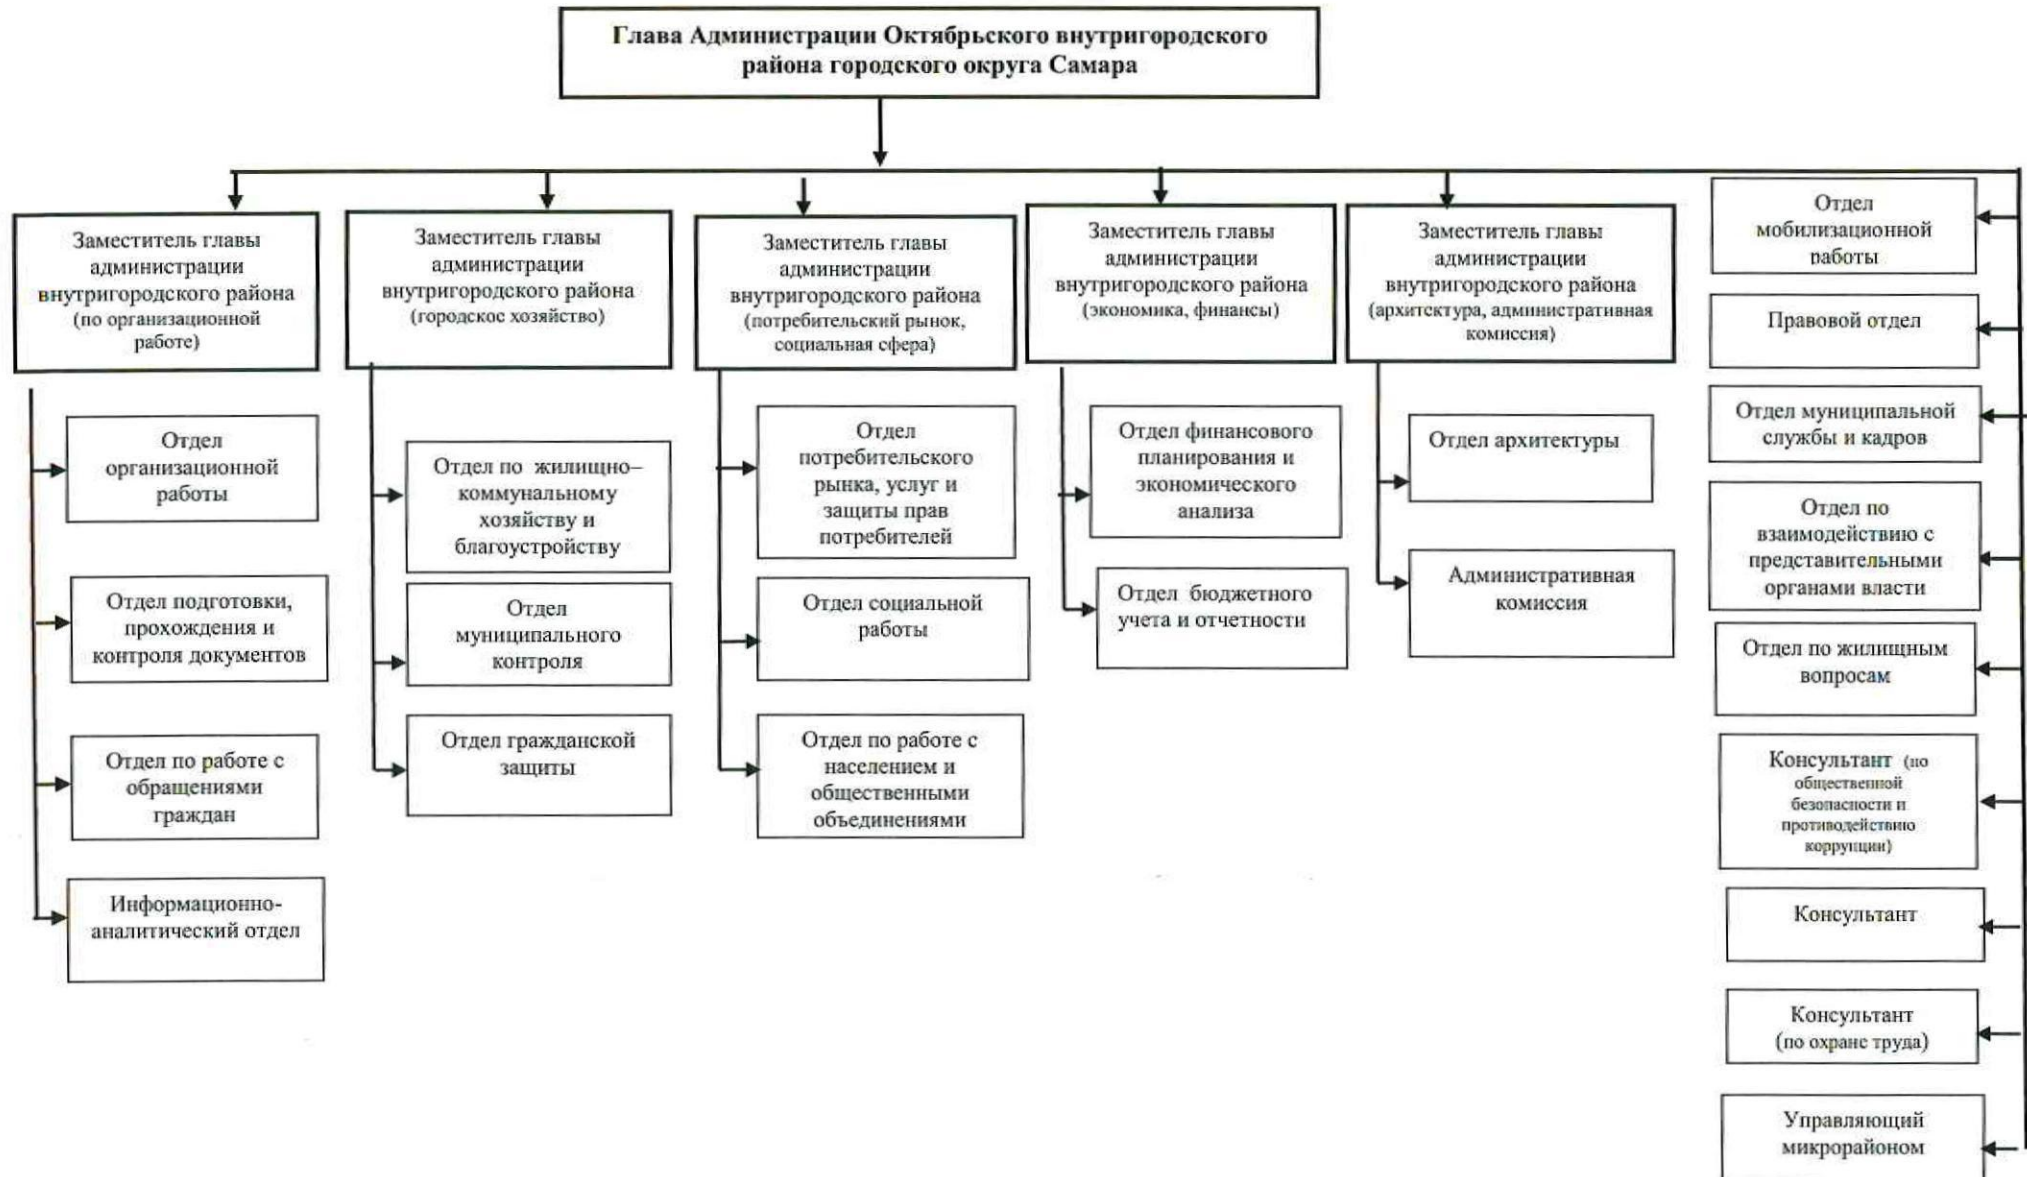 Глава Администрации Октябрьского внутригородского
района городского округа Самара
Заместитель главы
администрации
внутригородского района
(по организационной
работе)
Заместитель главы
администрации
внутригородского района
(городское хозяйство)
Заместитель главы
администрации
внутригородского района
(потребительский рынок,
социальная сфера)
Заместитель главы
администрации
внутригородского района
(экономика, финансы)
Заместитель главы
администрации
внутригородского района
(архитектура, административная
комиссия)
Отдел
организационной
работы
Отдел подготовки,
прохождения и
контроля документов
Отдел по работе с
обращениями
граждан
Информационно-
аналитический отдел
Отдел по жилищно–
коммунальному
хозяйству и
благоустройству
Отдел
муниципального
контроля
Отдел гражданской
защиты
Отдел
потребительского
рынка, услуг и
защиты прав
потребителей
Отдел социальной
работы
Отдел по работе с
населением и
общественными
объединениями
Отдел финансового
планирования и
экономического
анализа
Отдел бюджетного
учета и отчетности
Отдел архитектуры
Административная
комиссия
Отдел
мобилизационной
работы
Правовой отдел
Отдел муниципальной
службы и кадров
Отдел по
взаимодействию с
представительными
органами власти
Отдел по жилищным
вопросам
Консультант (по
общественной
безопасности и
противодействию
коррупции)
Консультант
Консультант
(по охране труда)
Управляющий
микрорайоном